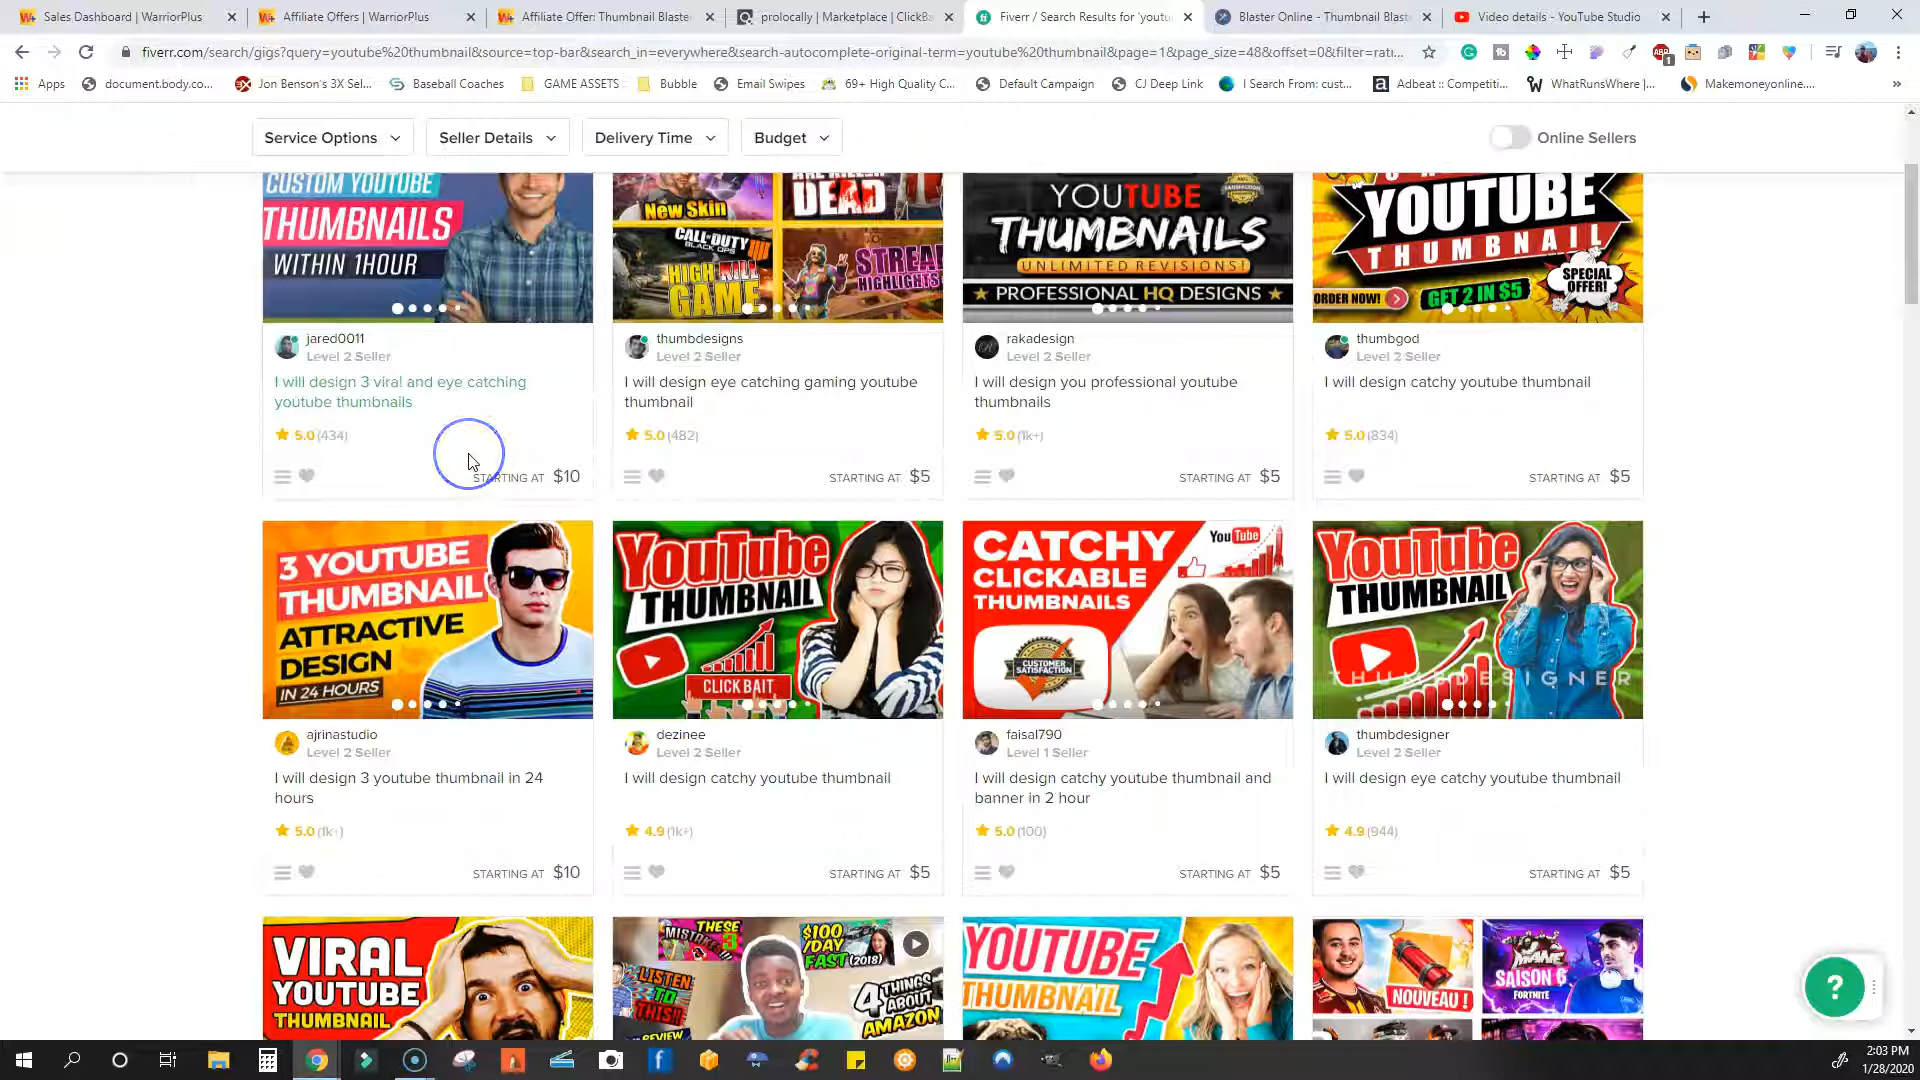 Sales Dashboard | WarriorPlus
Affiliate Offers | WarriorPlus
Affiliate Offer: Thumbnail Blaste
prolocally | Marketplace | ClickBa
Fiverr / Search Results for 'youtu
Blaster Online - Thumbnail Blast
Video details - YouTube Studio
fiverr.com/search/gigs?query=youtube%20thumbnail&source=top-bar&search_in=everywhere&search-autocomplete-original-term=youtube%20thumbnail&page=1&page_size=48&offset=0&filter=rati...
Apps
document.body.co...
Jon Benson's 3X Sel...
Baseball Coaches
GAME ASSETS
Bubble
Email Swipes
69+ High Quality C...
Default Campaign
CJ Deep Link
I Search From: cust...
Adbeat :: Competiti...
WhatRunsWhere |...
Makemoneyonline....
Service Options
Seller Details
Delivery Time
Budget
Online Sellers
CUSTOM YOUTUBE
THUMBNAILS
WITHIN 1HOUR
New Skin
DEAD
CALL OF DUTY
BLACK OPS
HIGH KILL
GAME
STREAM
HIGHLIGHTS
YOUTUBE
THUMBNAILS
UNLIMITED REVISIONS!
★ PROFESSIONAL HQ DESIGNS ★
YOUTUBE
THUMBNAIL
ORDER NOW!
GET 2 IN $5
SPECIAL
OFFER!
jared0011
Level 2 Seller
I will design 3 viral and eye catching
youtube thumbnails
5.0 (434)
STARTING AT $10
thumbdesigns
Level 2 Seller
I will design eye catching gaming youtube
thumbnail
5.0 (482)
STARTING AT $5
rakadesign
Level 2 Seller
I will design you professional youtube
thumbnails
5.0 (1k+)
STARTING AT $5
thumbgod
Level 2 Seller
I will design catchy youtube thumbnail
5.0 (834)
STARTING AT $5
3 YOUTUBE
THUMBNAIL
ATTRACTIVE
DESIGN
IN 24 HOURS
YouTube
THUMBNAIL
CLICK BAIT
CATCHY
CLICKABLE
THUMBNAILS
YouTube
CUSTOMER
SATISFACTION
YouTube
THUMBNAIL
THUMBDESIGNER
ajrinastudio
Level 2 Seller
I will design 3 youtube thumbnail in 24
hours
5.0 (1k+)
STARTING AT $10
dezinee
Level 2 Seller
I will design catchy youtube thumbnail
4.9 (1k+)
STARTING AT $5
faisal790
Level 1 Seller
I will design catchy youtube thumbnail and
banner in 2 hour
5.0 (100)
STARTING AT $5
thumbdesigner
Level 2 Seller
I will design eye catchy youtube thumbnail
4.9 (944)
STARTING AT $5
VIRAL
YOUTUBE
THUMBNAIL
THESE
MISTAKE
3
$100
/DAY
FAST (2018)
LISTEN
TO
THIS!!
REVIEW
4 THINGS
ABOUT
AMAZON
YOUTUBE
THUMBNAIL
NOUVEAU !
MANE
SAISON 6
FORTNITE
?
2:03 PM
1/28/2020